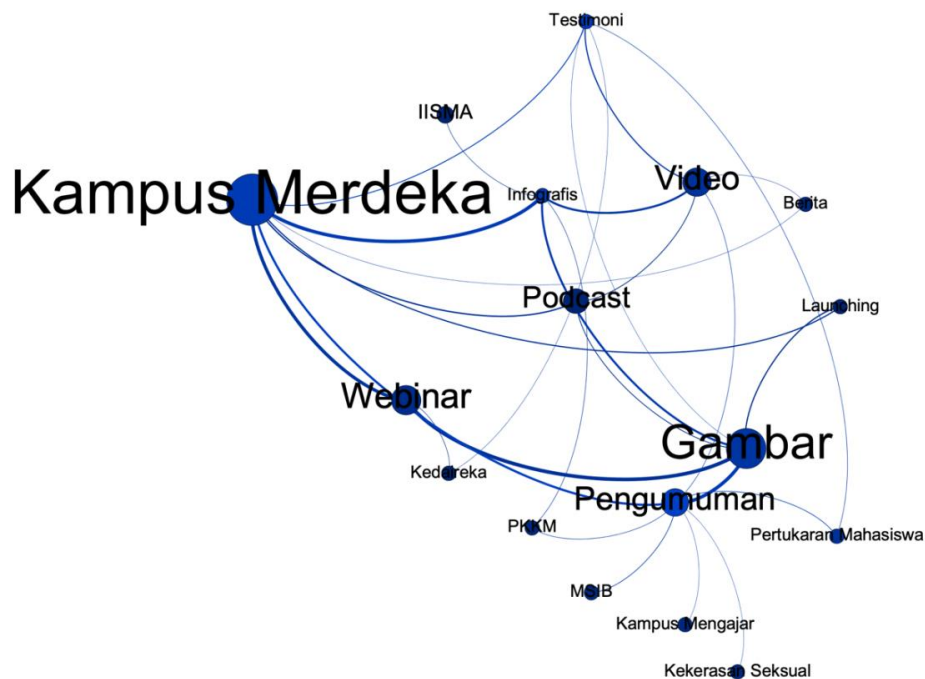 Testimoni
IISMA
Kampus Merdeka
Infografis
Video
Berita
Podcast
Launching
Webinar
Gambar
Kedaireka
Pengumuman
PKKM
Pertukaran Mahasiswa
MSIB
Kampus Mengajar
Kekerasan Seksual